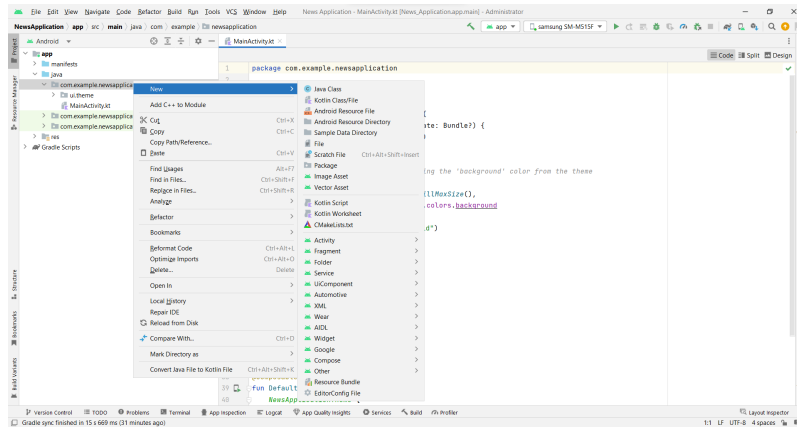 File Edit View Navigate Code Refactor Build Run Tools VCS Window Help News Application - MainActivity.kt [News_Application.app.main] - Administrator
NewsApplication app src main java com example newsapplication
app samsung SM-M515F
Android MainActivity.kt
Code Split Design
Project
Resource Manager
Structure
Bookmarks
Build Variants
app
manifests
java
com.example.newsapplica
ui.theme
MainActivity.kt
com.example.newsapplica
com.example.newsapplica
res
Gradle Scripts
New
Add C++ to Module
Cut Ctrl+X
Copy Ctrl+C
Copy Path/Reference...
Paste Ctrl+V
Find Usages Alt+F7
Find in Files... Ctrl+Shift+F
Replace in Files... Ctrl+Shift+R
Analyze
Refactor
Bookmarks
Reformat Code Ctrl+Alt+L
Optimize Imports Ctrl+Alt+O
Delete... Delete
Open In
Local History
Repair IDE
Reload from Disk
Compare With... Ctrl+D
Mark Directory as
Convert Java File to Kotlin File Ctrl+Alt+Shift+K
Java Class
Kotlin Class/File
Android Resource File
Android Resource Directory
Sample Data Directory
File
Scratch File Ctrl+Alt+Shift+Insert
Package
Image Asset
Vector Asset
Kotlin Script
Kotlin Worksheet
CMakeLists.txt
Activity
Fragment
Folder
Service
UiComponent
Automotive
XML
Wear
AIDL
Widget
Google
Compose
Other
Resource Bundle
EditorConfig File
1 package com.example.newsapplication
{
ate: Bundle?) {
ing the 'background' color from the theme
illMaxSize(),
.colors.background
d")
39 fun Default
40
Version Control TODO Problems Terminal App Inspection Logcat App Quality Insights Services Build Profiler Layout Inspector
Gradle sync finished in 15 s 669 ms (31 minutes ago) 1:1 LF UTF-8 4 spaces